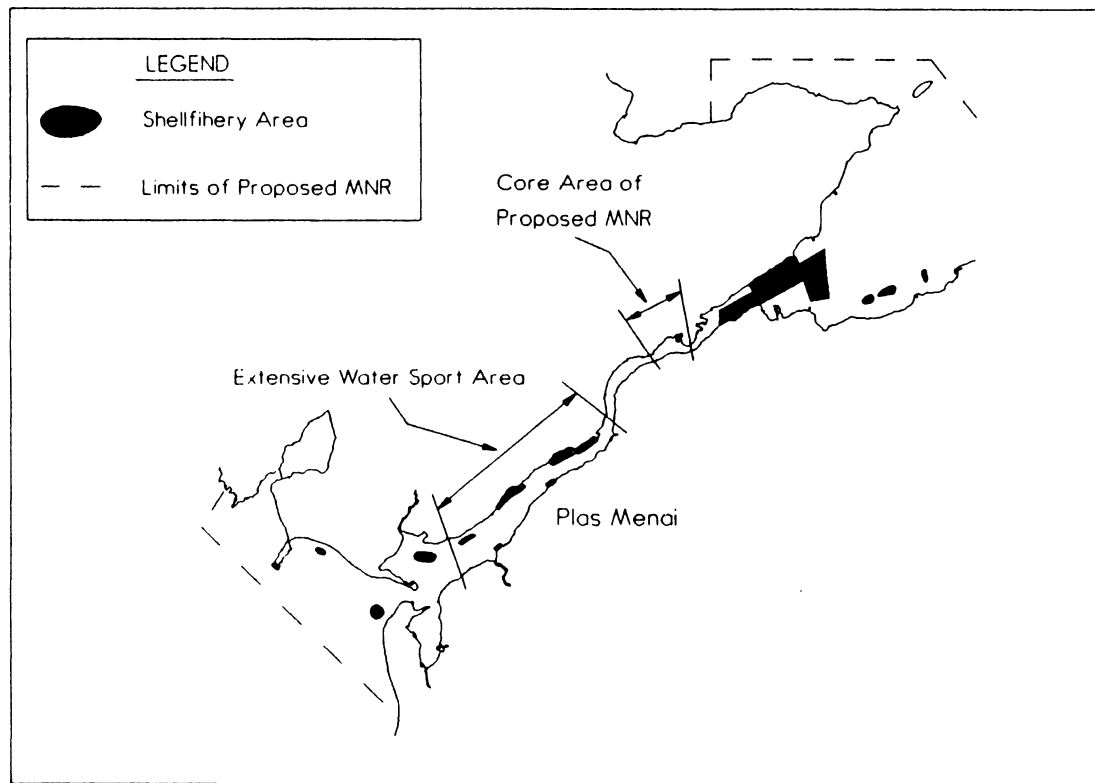 LEGEND
Shellfihery Area
Limits of Proposed MNR
Core Area of
Proposed MNR
Extensive Water Sport Area
Plas Menai